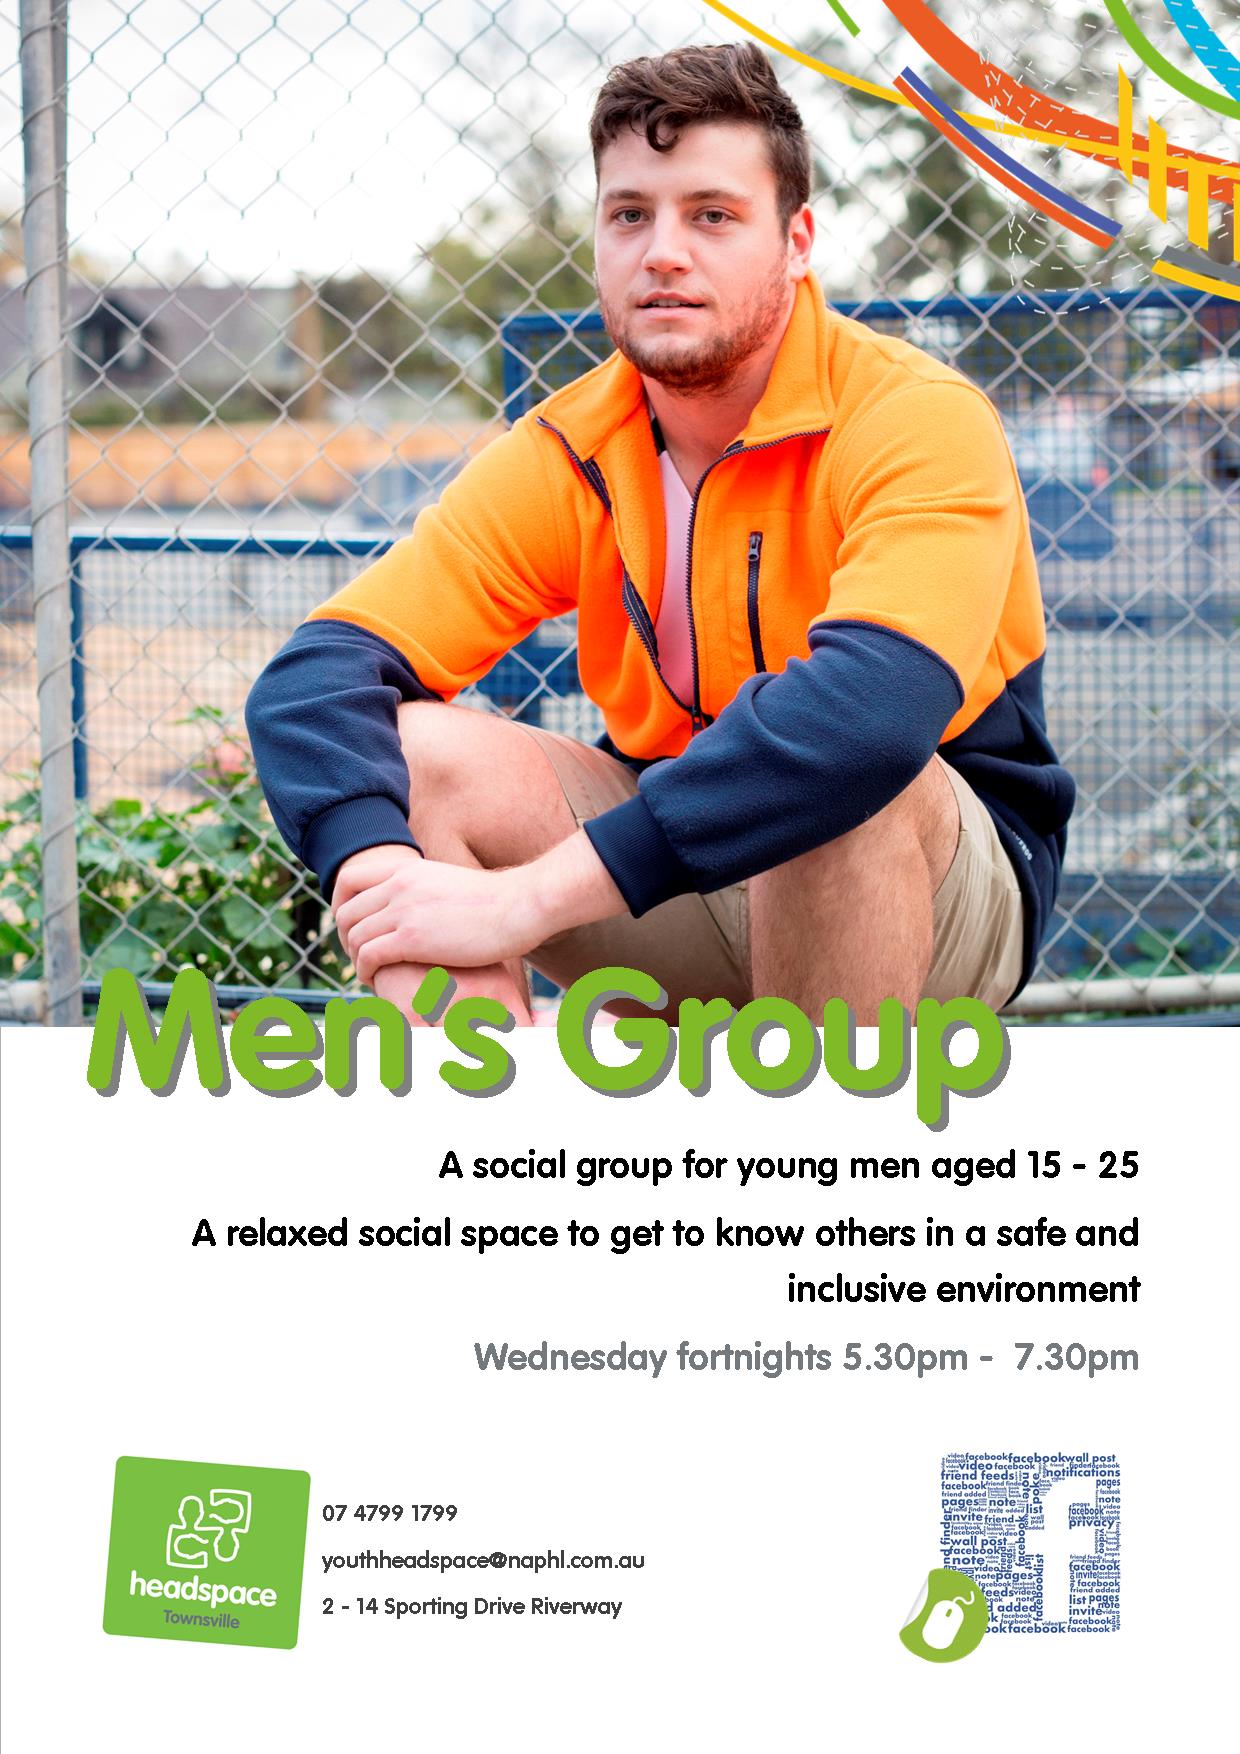 Men's Group
A social group for young men aged 15 - 25
A relaxed social space to get to know others in a safe and
inclusive environment
Wednesday fortnights 5.30pm - 7.30pm
headspace
Townsville
07 4799 1799
youthheadspace@naphl.com.au
2 - 14 Sporting Drive Riverway